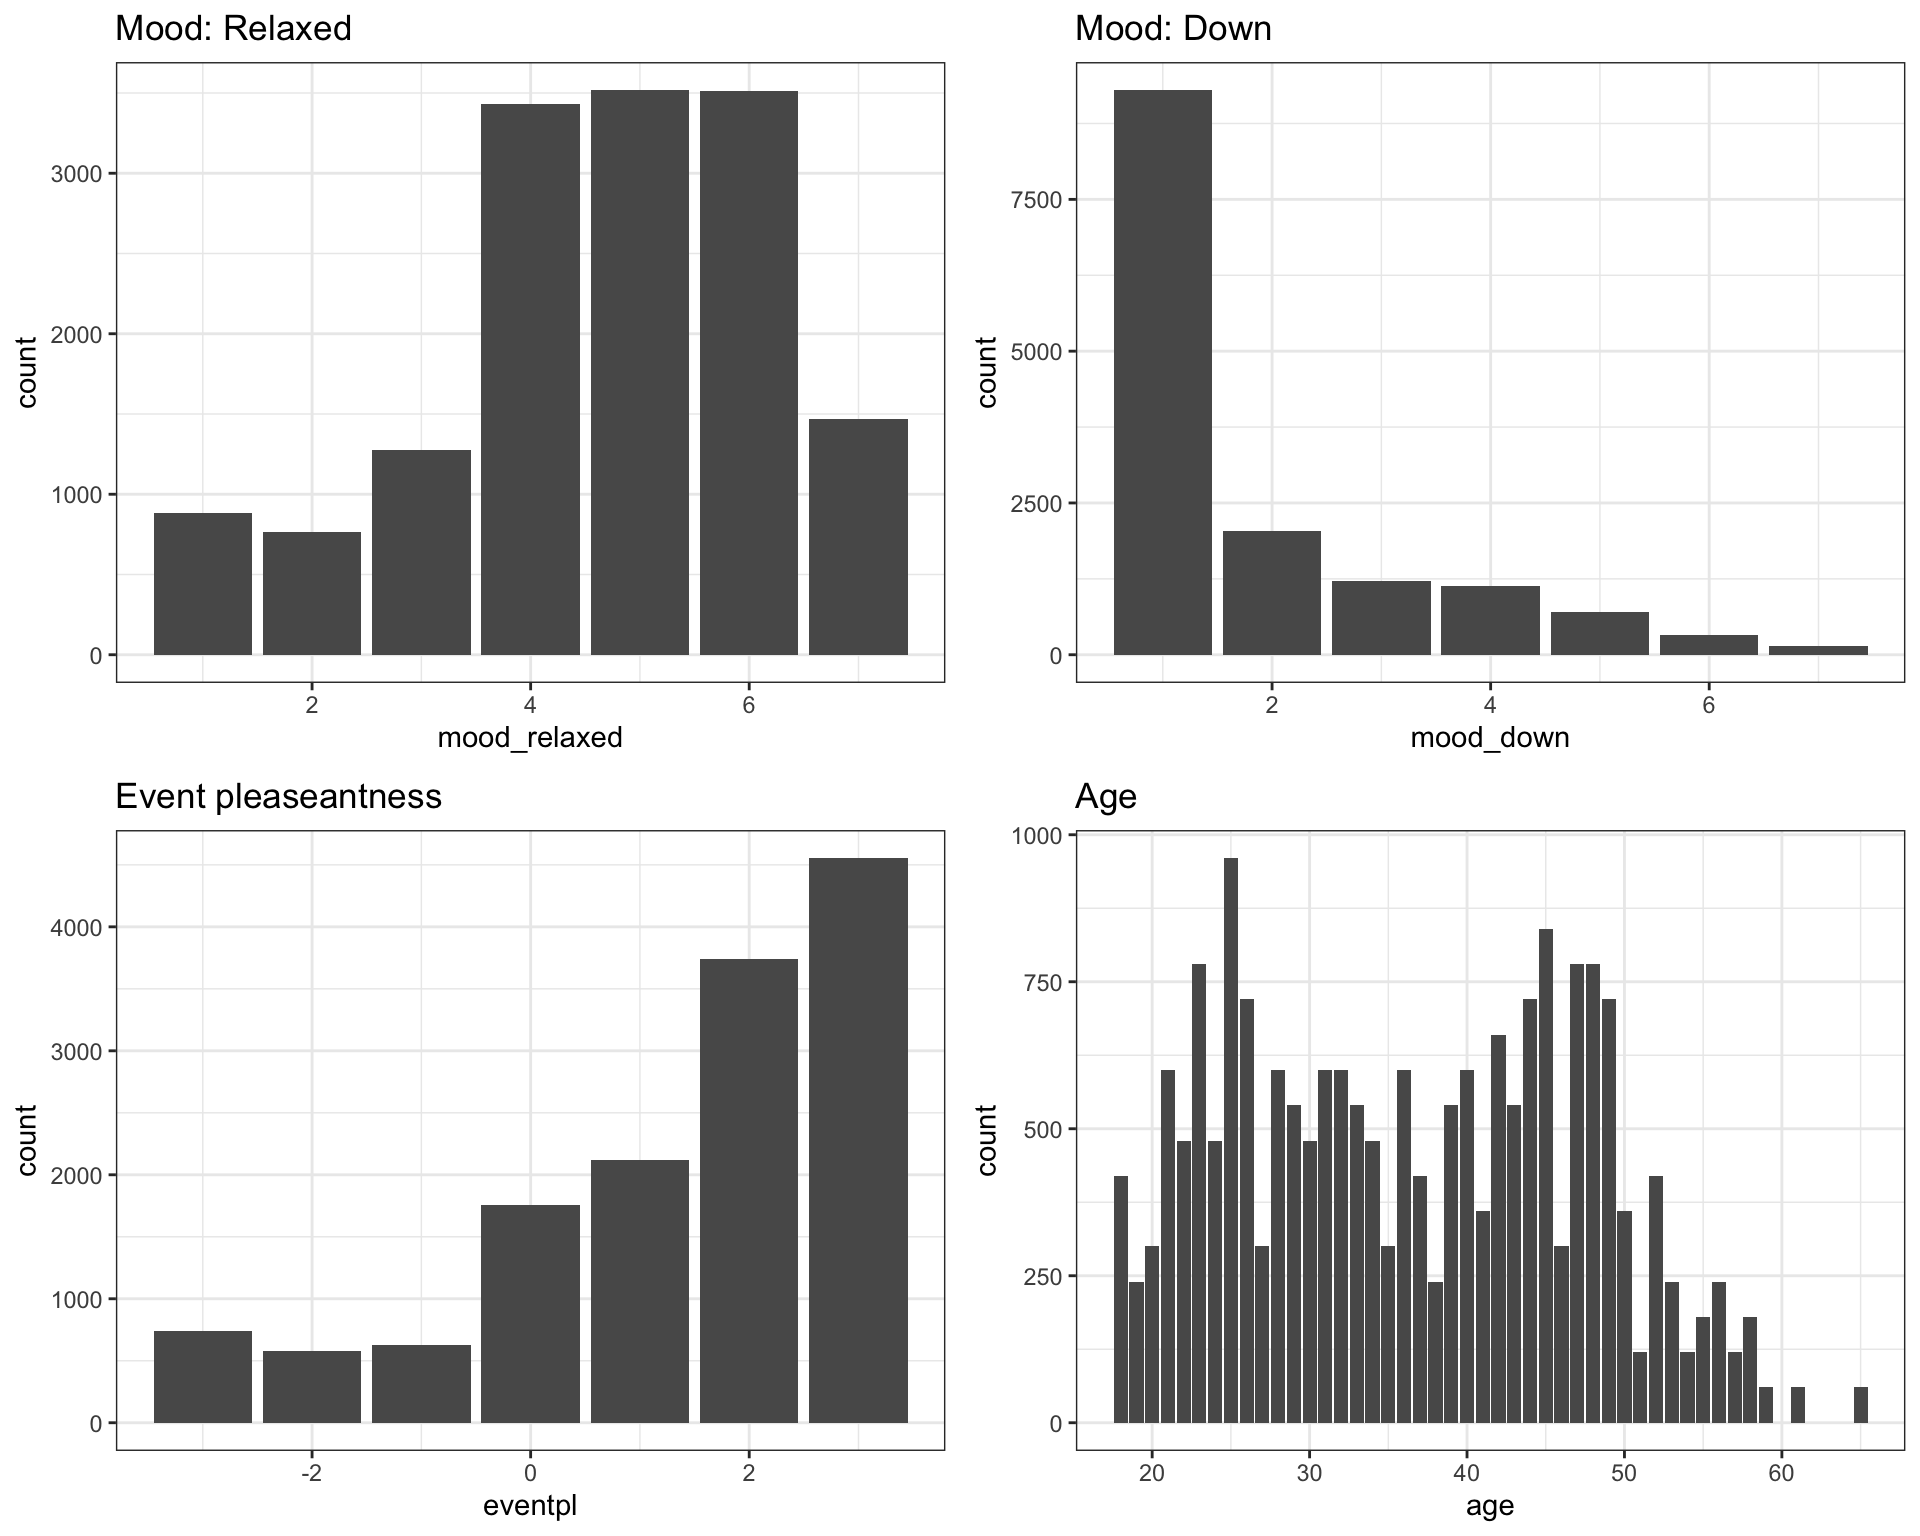 Mood: Relaxed
count
3000
2000
1000
0
2 4 6
mood_relaxed
Mood: Down
count
7500
5000
2500
0
2 4 6
mood_down
Event pleaseantness
count
4000
3000
2000
1000
0
-2 0 2
eventpl
Age
count
1000
750
500
250
0
20 30 40 50 60
age